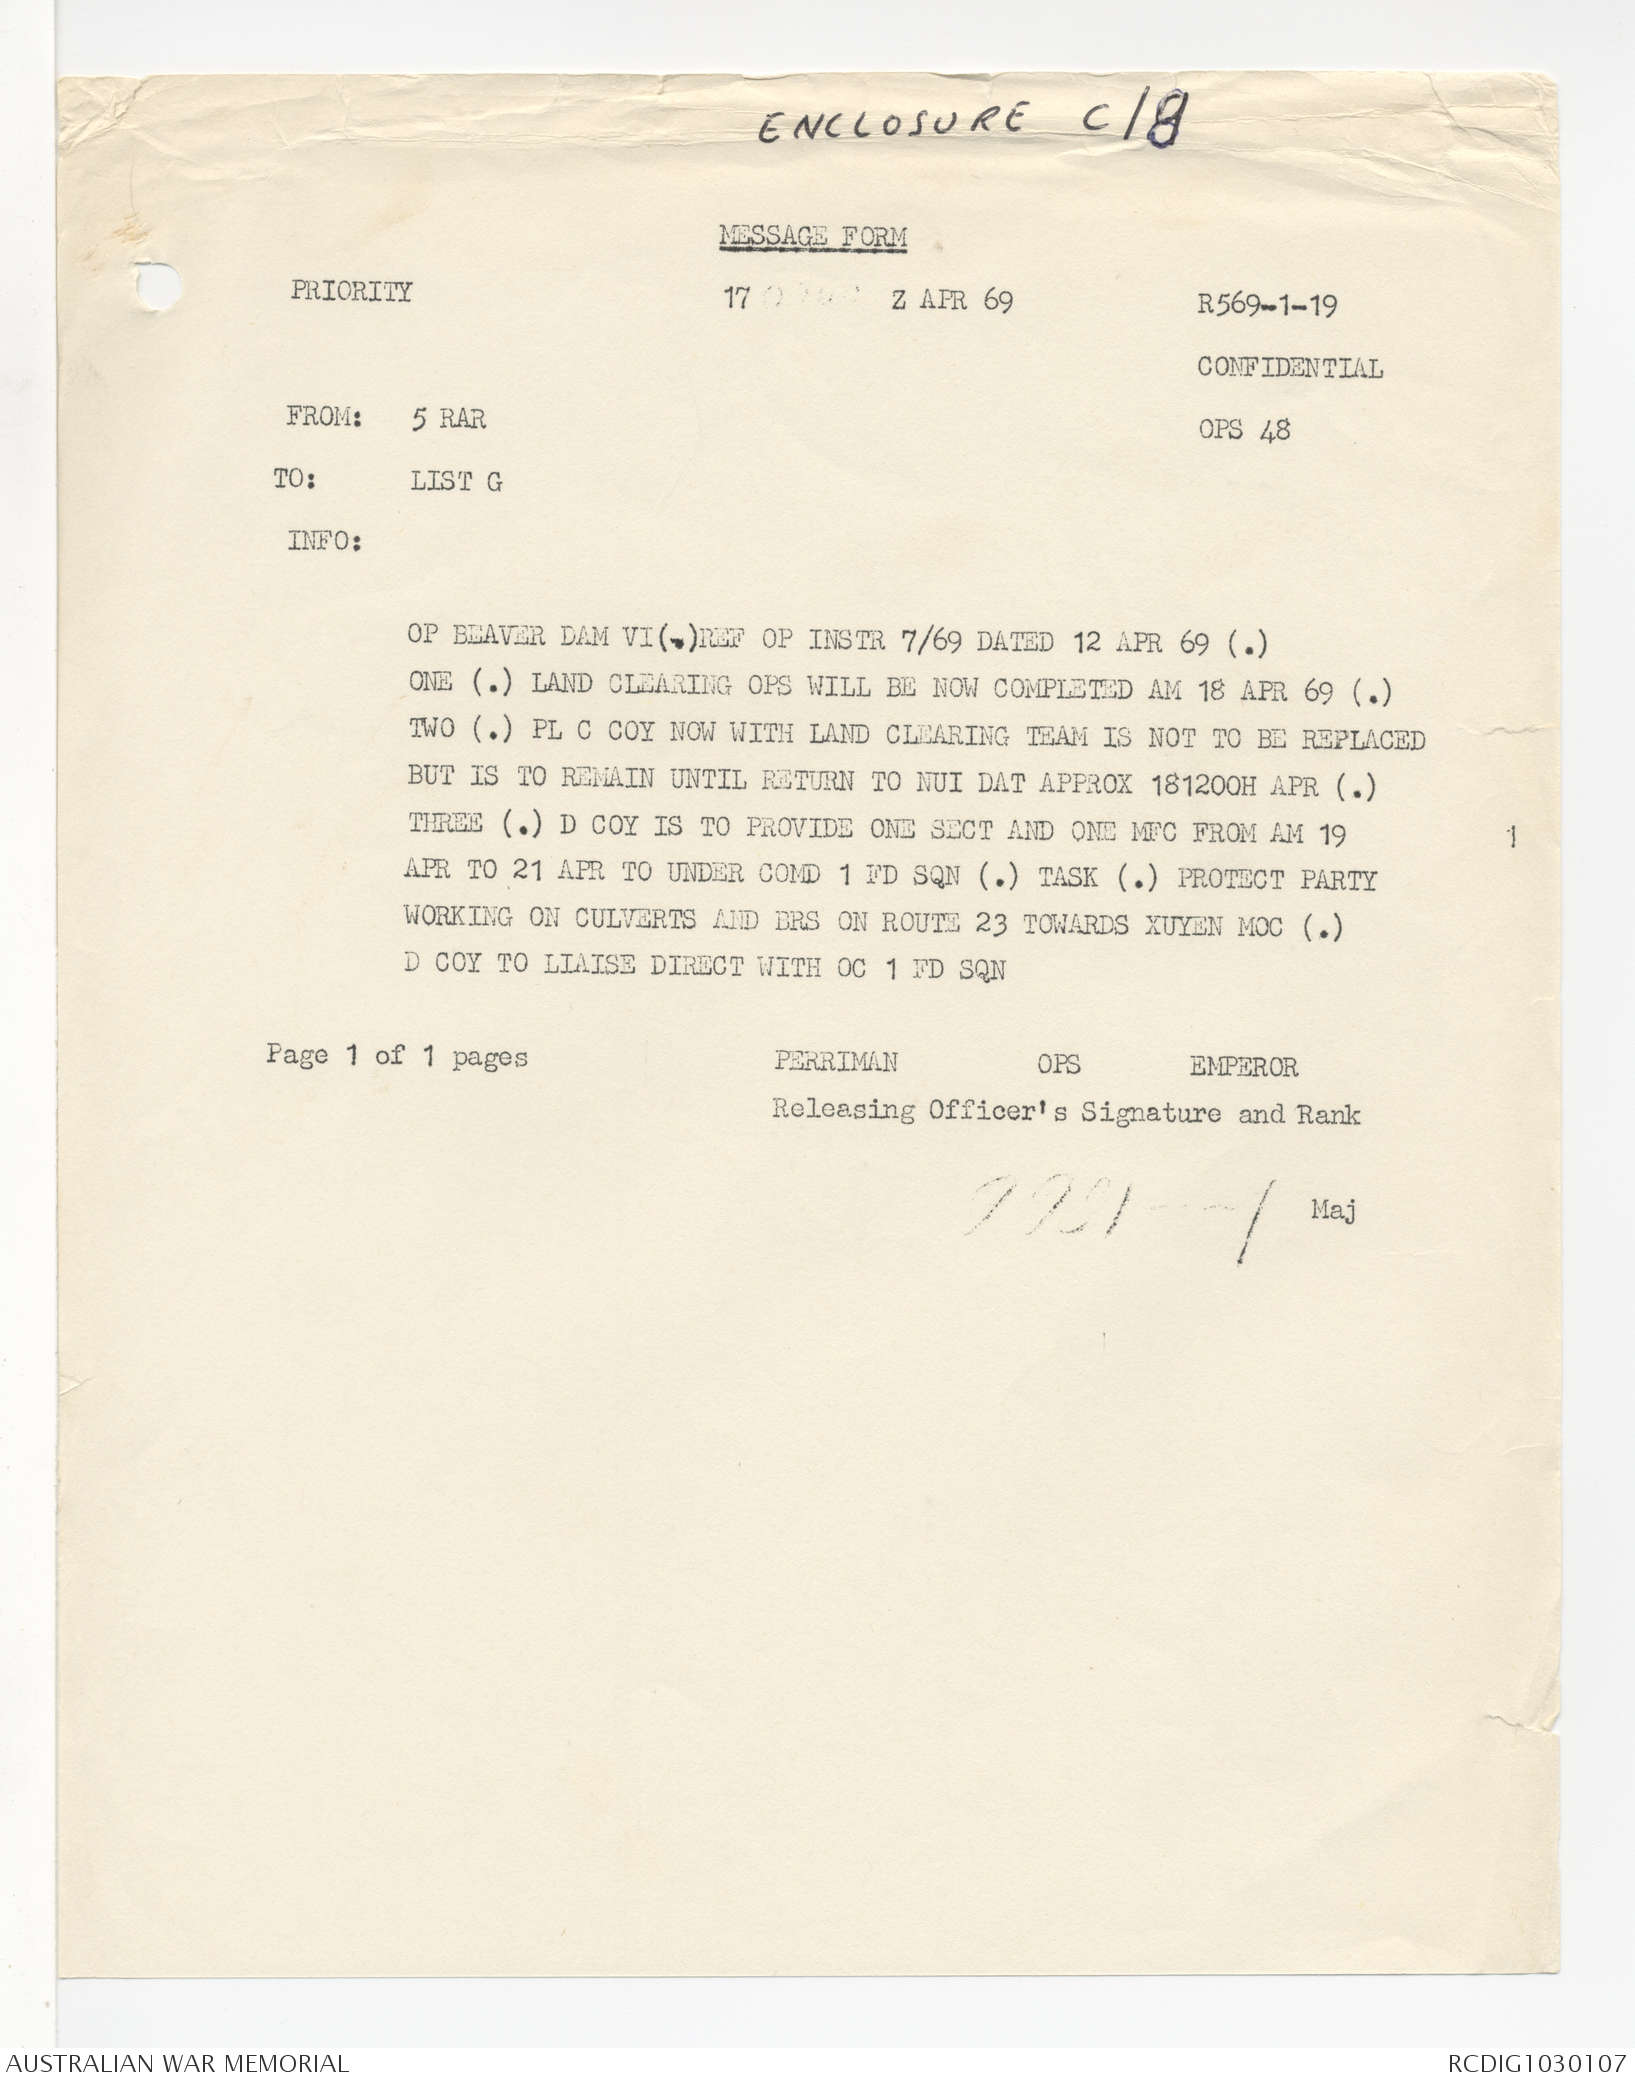 ENCLOSURE C/8
MESSAGE FORM
PRIORITY 17 Z APR 69 R569-1-19
CONFIDENTIAL
FROM: 5 RAR OPS 48
TO: LIST G
INFO:
OP BEAVER DAM VI(.)REF OP INSTR 7/69 DATED 12 APR 69 (.)
ONE (.) LAND CLEARING OPS WILL BE NOW COMPLETED AM 18 APR 69 (.)
TWO (.) PL C COY NOW WITH LAND CLEARING TEAM IS NOT TO BE REPLACED
BUT IS TO REMAIN UNTIL RETURN TO NUI DAT APPROX 181200H APR (.)
THREE (.) D COY IS TO PROVIDE ONE SECT AND ONE MFC FROM AM 19 1
APR TO 21 APR TO UNDER COMD 1 FD SQN (.) TASK (.) PROTECT PARTY
WORKING ON CULVERTS AND BRS ON ROUTE 23 TOWARDS XUYEN MOC (.)
D COY TO LIAISE DIRECT WITH OC 1 FD SQN
Page 1 of 1 pages PERRIMAN OPS EMPEROR
Releasing Officer's Signature and Rank
Maj
AUSTRALIAN WAR MEMORIAL RCDIG1030107